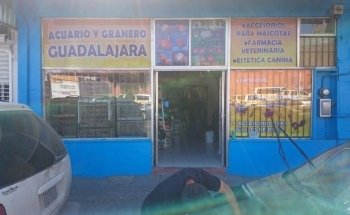 ACUARIO Y GRANERO
GUADALAJARA
•ACCESORIOS
PARA MASCOTAS
•FARMACIA
VETERINARIA
•ESTETICA CANINA